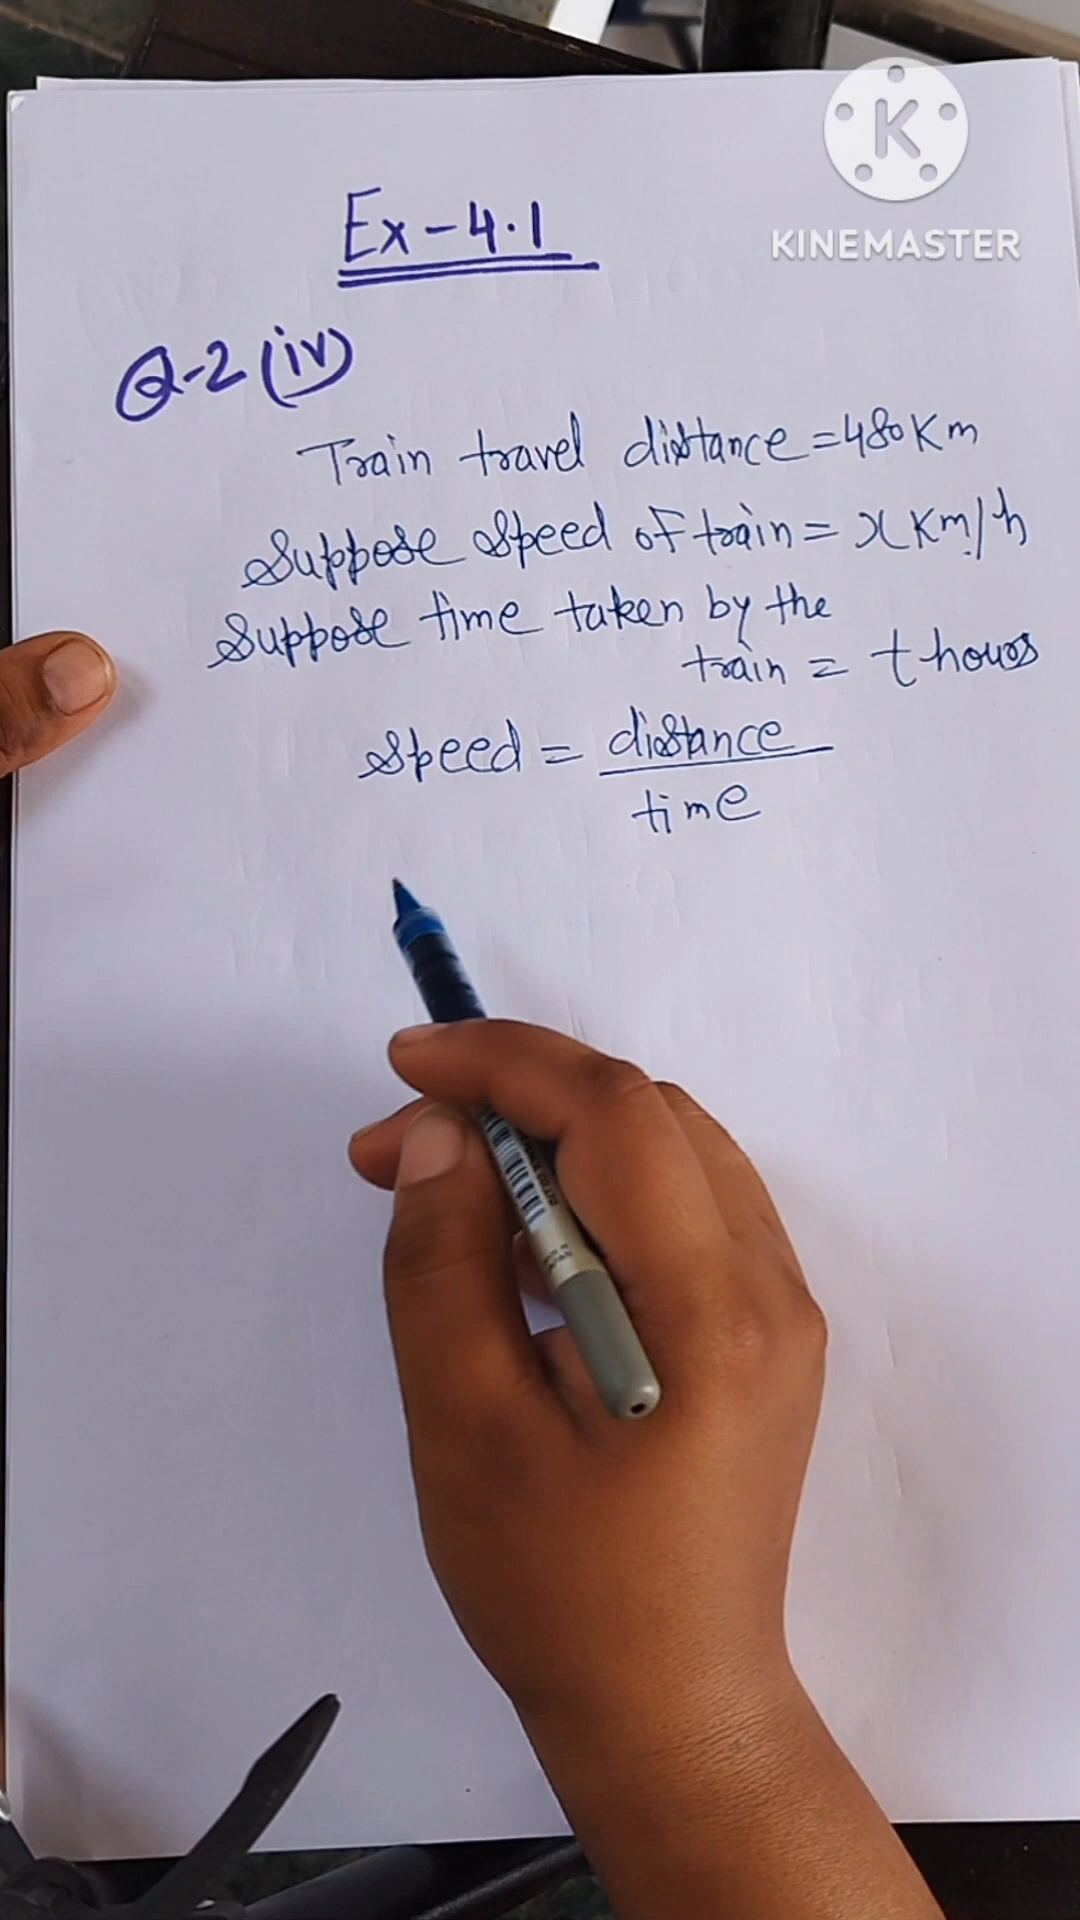 K
KINEMASTER
Ex-4.1
Q-2 (iv)
Train travel distance = 480 Km
Suppose speed of train = x Km/h
Suppose time taken by the
train = t hours
Speed = distance
time